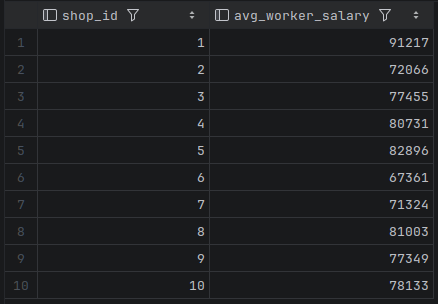 shop_id avg_worker_salary
1 1 91217
2 2 72066
3 3 77455
4 4 80731
5 5 82896
6 6 67361
7 7 71324
8 8 81003
9 9 77349
10 10 78133